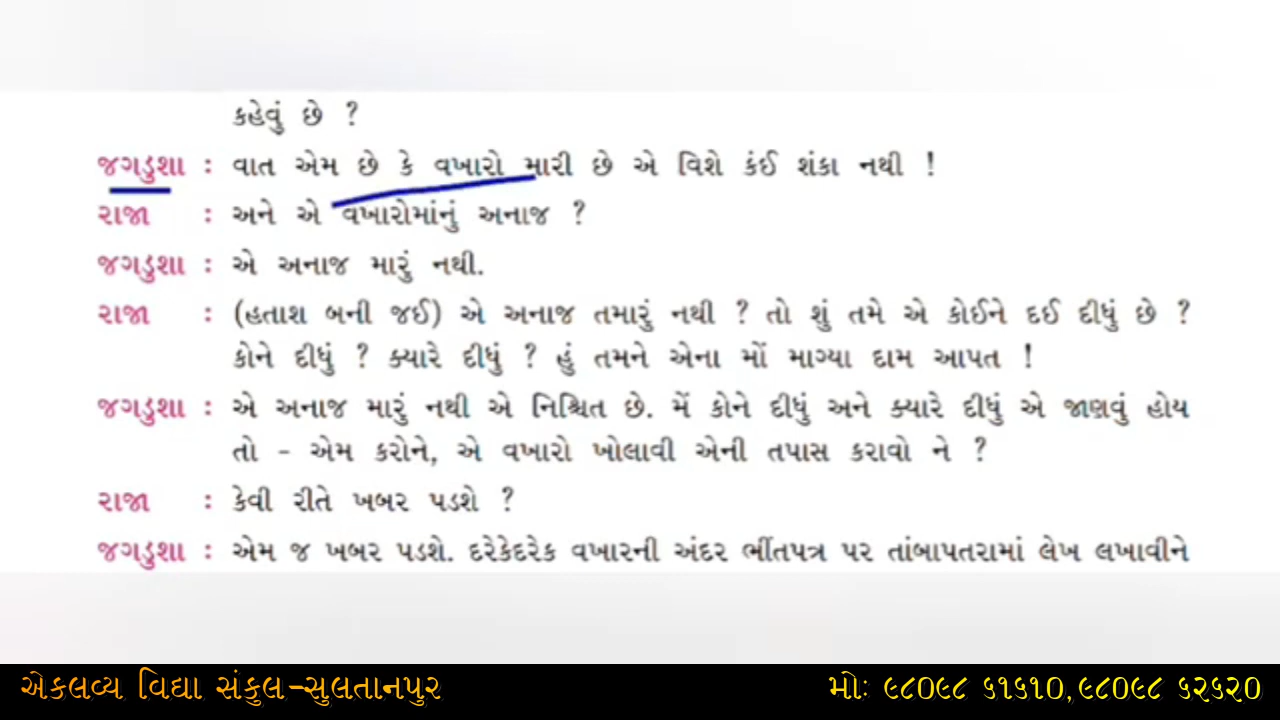 કહેવું છે ?
જગડુશા : વાત એમ છે કે વખારો મારી છે એ વિશે કંઈ શંકા નથી !
રાજા : અને એ વખારોમાંનું અનાજ ?
જગડુશા : એ અનાજ મારું નથી.
રાજા : (હતાશ બની જઈ) એ અનાજ તમારું નથી ? તો શું તમે એ કોઈને દઈ દીધું છે ?
કોને દીધું ? ક્યારે દીધું ? હું તમને એના મોં માગ્યા દામ આપત !
જગડુશા : એ અનાજ મારું નથી એ નિશ્ચિત છે. મેં કોને દીધું અને ક્યારે દીધું એ જાણવું હોય
તો - એમ કરોને, એ વખારો ખોલાવી એની તપાસ કરાવો ને ?
રાજા : કેવી રીતે ખબર પડશે ?
જગડુશા : એમ જ ખબર પડશે. દરેકેદરેક વખારની અંદર ભીંતપત્ર પર તાંબાપતરામાં લેખ લખાવીને
એકલવ્ય વિદ્યા સંકુલ-સુલતાનપુર મોઃ ૯૮૦૯૮ ૬૧૬૧૦,૯૮૦૯૮ ૬૨૬૨૦